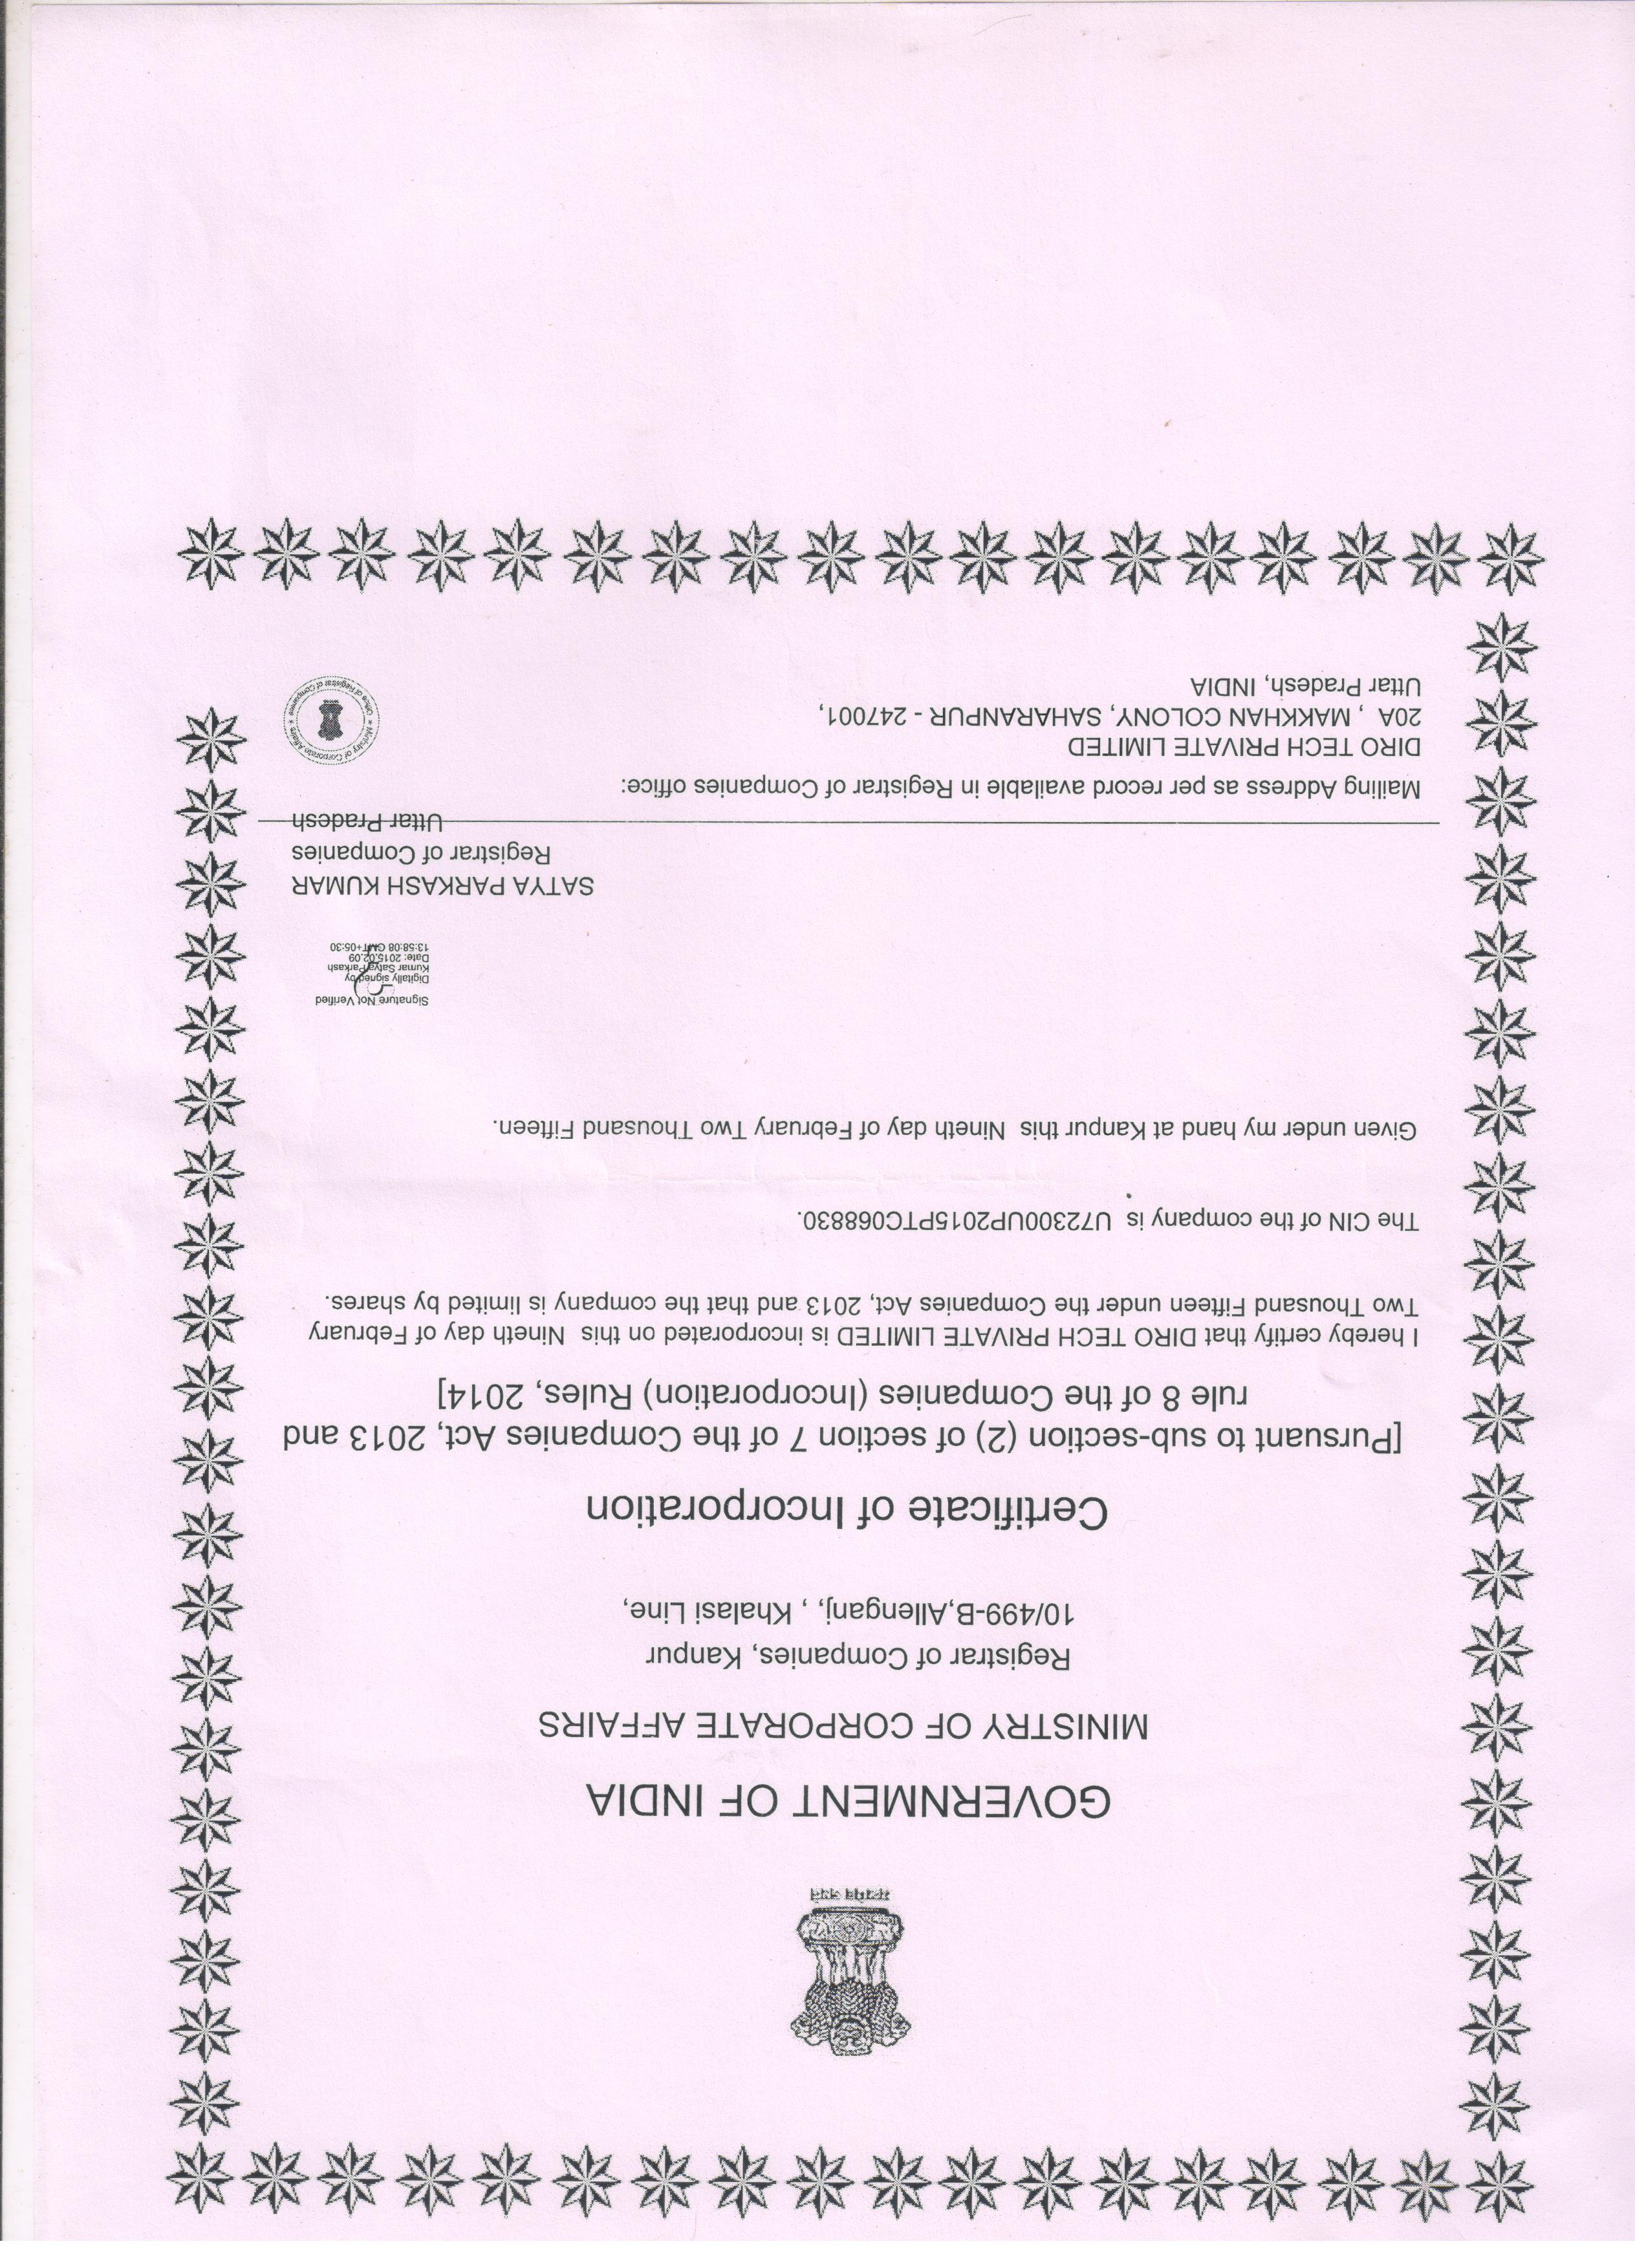 सत्यमेव जयते
GOVERNMENT OF INDIA
MINISTRY OF CORPORATE AFFAIRS
Registrar of Companies, Kanpur
10/499-B,Allenganj, , Khalasi Line,
Certificate of Incorporation
[Pursuant to sub-section (2) of section 7 of the Companies Act, 2013 and
rule 8 of the Companies (Incorporation) Rules, 2014]
I hereby certify that DIRO TECH PRIVATE LIMITED is incorporated on this Nineth day of February
Two Thousand Fifteen under the Companies Act, 2013 and that the company is limited by shares.
The CIN of the company is U72300UP2015PTC068830.
Given under my hand at Kanpur this Nineth day of February Two Thousand Fifteen.
Signature Not Verified
Digitally signed by
Kumar Satya Parkash
Date: 2015.02.09
13:58:08 GMT+05:30
SATYA PARKASH KUMAR
Registrar of Companies
Uttar Pradesh
Mailing Address as per record available in Registrar of Companies office:
DIRO TECH PRIVATE LIMITED
20A , MAKKHAN COLONY, SAHARANPUR - 247001,
Uttar Pradesh, INDIA
Ministry of Corporate Affairs * Office of Registrar of Companies *